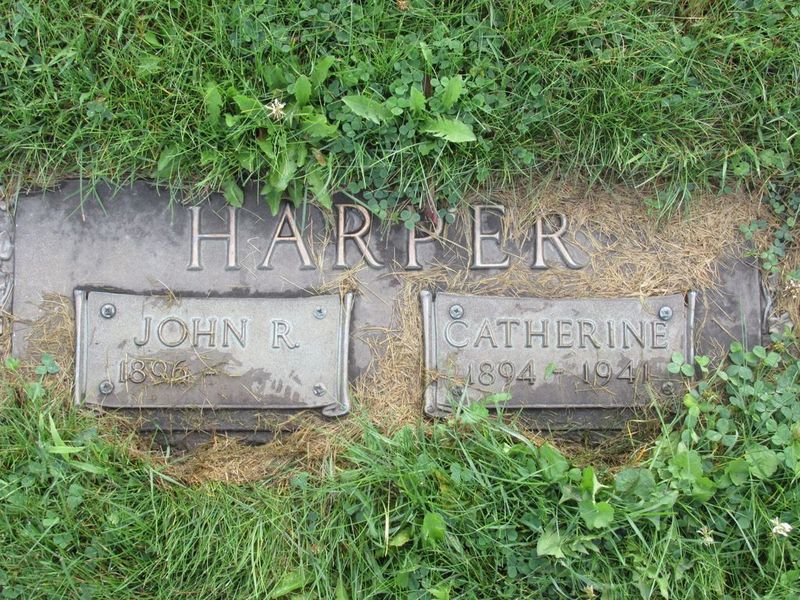 HARPER
JOHN R.
1896 -
CATHERINE
1894 - 1941